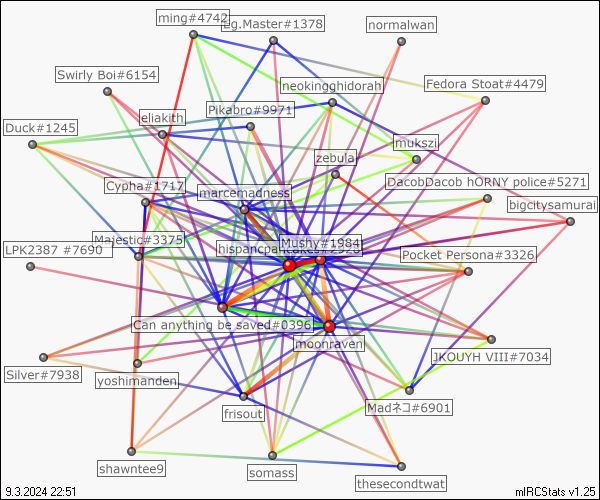 ming#4742
Eg.Master#1378
normalwan
Swirly Boi#6154
neokingghidorah
Fedora Stoat#4479
eliakith
Pikabro#9971
Duck#1245
mukszi
zebula
Cypha#1717
marcemadness
DacobDacob hORNY police#5271
bigcitysamurai
Majestic#3375
Mushy#1984
LPK2387 #7690
Pocket Persona#3326
Can anything be saved#0396
moonraven
JKOUYH VIII#7034
Silver#7938
yoshimanden
frisout
Madネコ#6901
shawntee9
somass
thesecondtwat
9.3.2024 22:51
mIRCStats v1.25